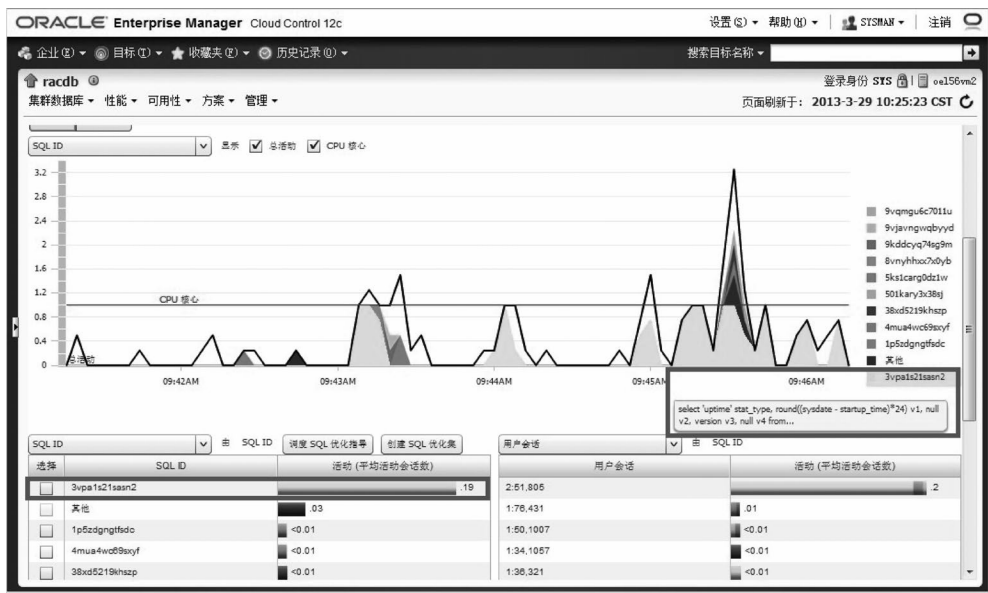 ORACLE Enterprise Manager Cloud Control 12c
设置(S) 帮助(H) SYSMAN 注销
企业(E) 目标(T) 收藏夹(F) 历史记录(O) 搜索目标名称
racdb
登录身份 SYS oel56vm2
集群数据库 性能 可用性 方案 管理
页面刷新于: 2013-3-29 10:25:23 CST
SQL ID 显示 总活动 CPU 核心
3.2
2.8
2.4
2
1.6
1.2
0.8
0.4
0
CPU 核心
总活动
09:42AM 09:43AM 09:44AM 09:45AM 09:46AM
9vqmgu6c7011u
9vjavngwqbyyd
9kddcyq74sg9m
8vnyhhxx7x0yb
5ks1carg0dz1w
501kary3x38sj
38xd5219khszp
4mua4wc69sxyf
1p5zdgngtfsdc
其他
3vpa1s21sasn2
select 'uptime' stat_type, round((sysdate - startup_time)*24) v1, null
v2, version v3, null v4 from...
SQL ID 由 SQL ID 调度 SQL 优化指导 创建 SQL 优化集
选择 SQL ID 活动 (平均活动会话数)
3vpa1s21sasn2 .19
其他 .03
1p5zdgngtfsdc <0.01
4mua4wc69sxyf <0.01
38xd5219khszp <0.01
用户会话 由 SQL ID
用户会话 活动 (平均活动会话数)
2:51,805 .2
1:76,431 .01
1:50,1007 <0.01
1:34,1057 <0.01
1:36,321 <0.01